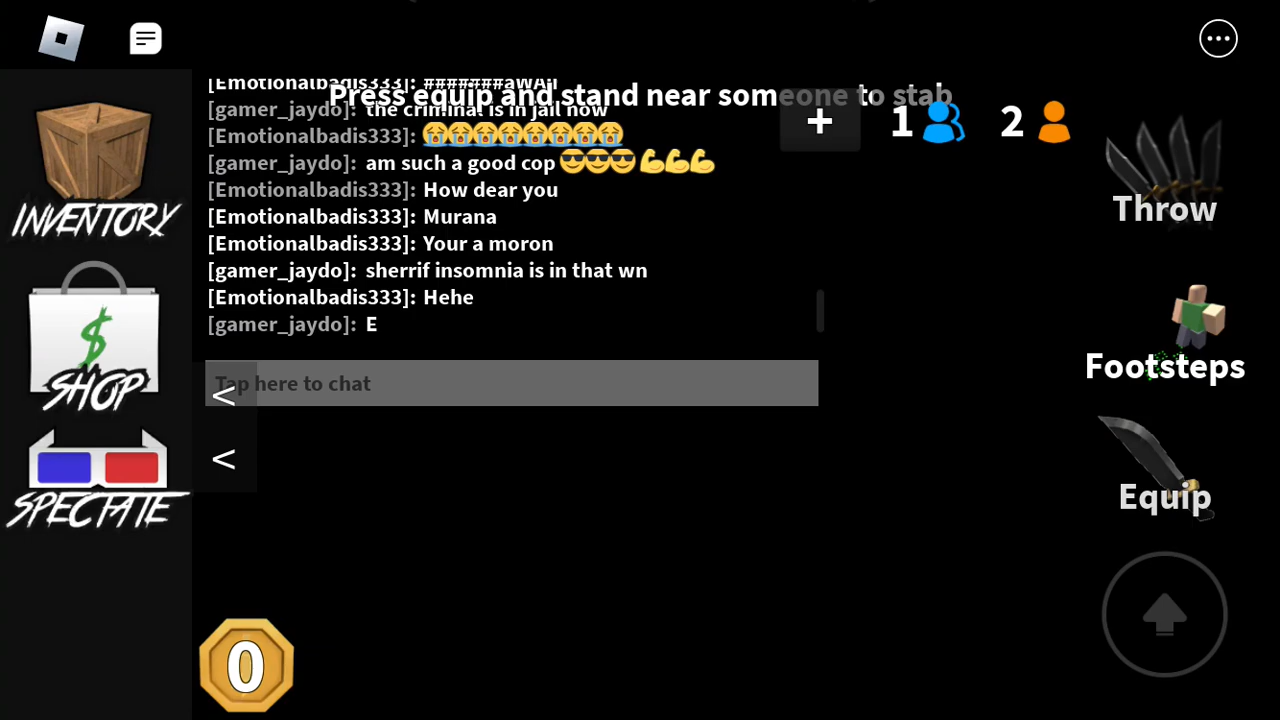 [Emotionalbadis333]: #######aWAll
Press equip and stand near someone to stab
[gamer_jaydo]: the criminal is in jail now
+
1
2
[Emotionalbadis333]: 😭😭😭😭😭😭😭😭
[gamer_jaydo]: am such a good cop 😎😎😎💪💪💪
[Emotionalbadis333]: How dear you
[Emotionalbadis333]: Murana
[Emotionalbadis333]: Your a moron
[gamer_jaydo]: sherrif insomnia is in that wn
[Emotionalbadis333]: Hehe
[gamer_jaydo]: E
Tap here to chat
<
<
INVENTORY
$
SHOP
SPECTATE
Throw
Footsteps
Equip
0